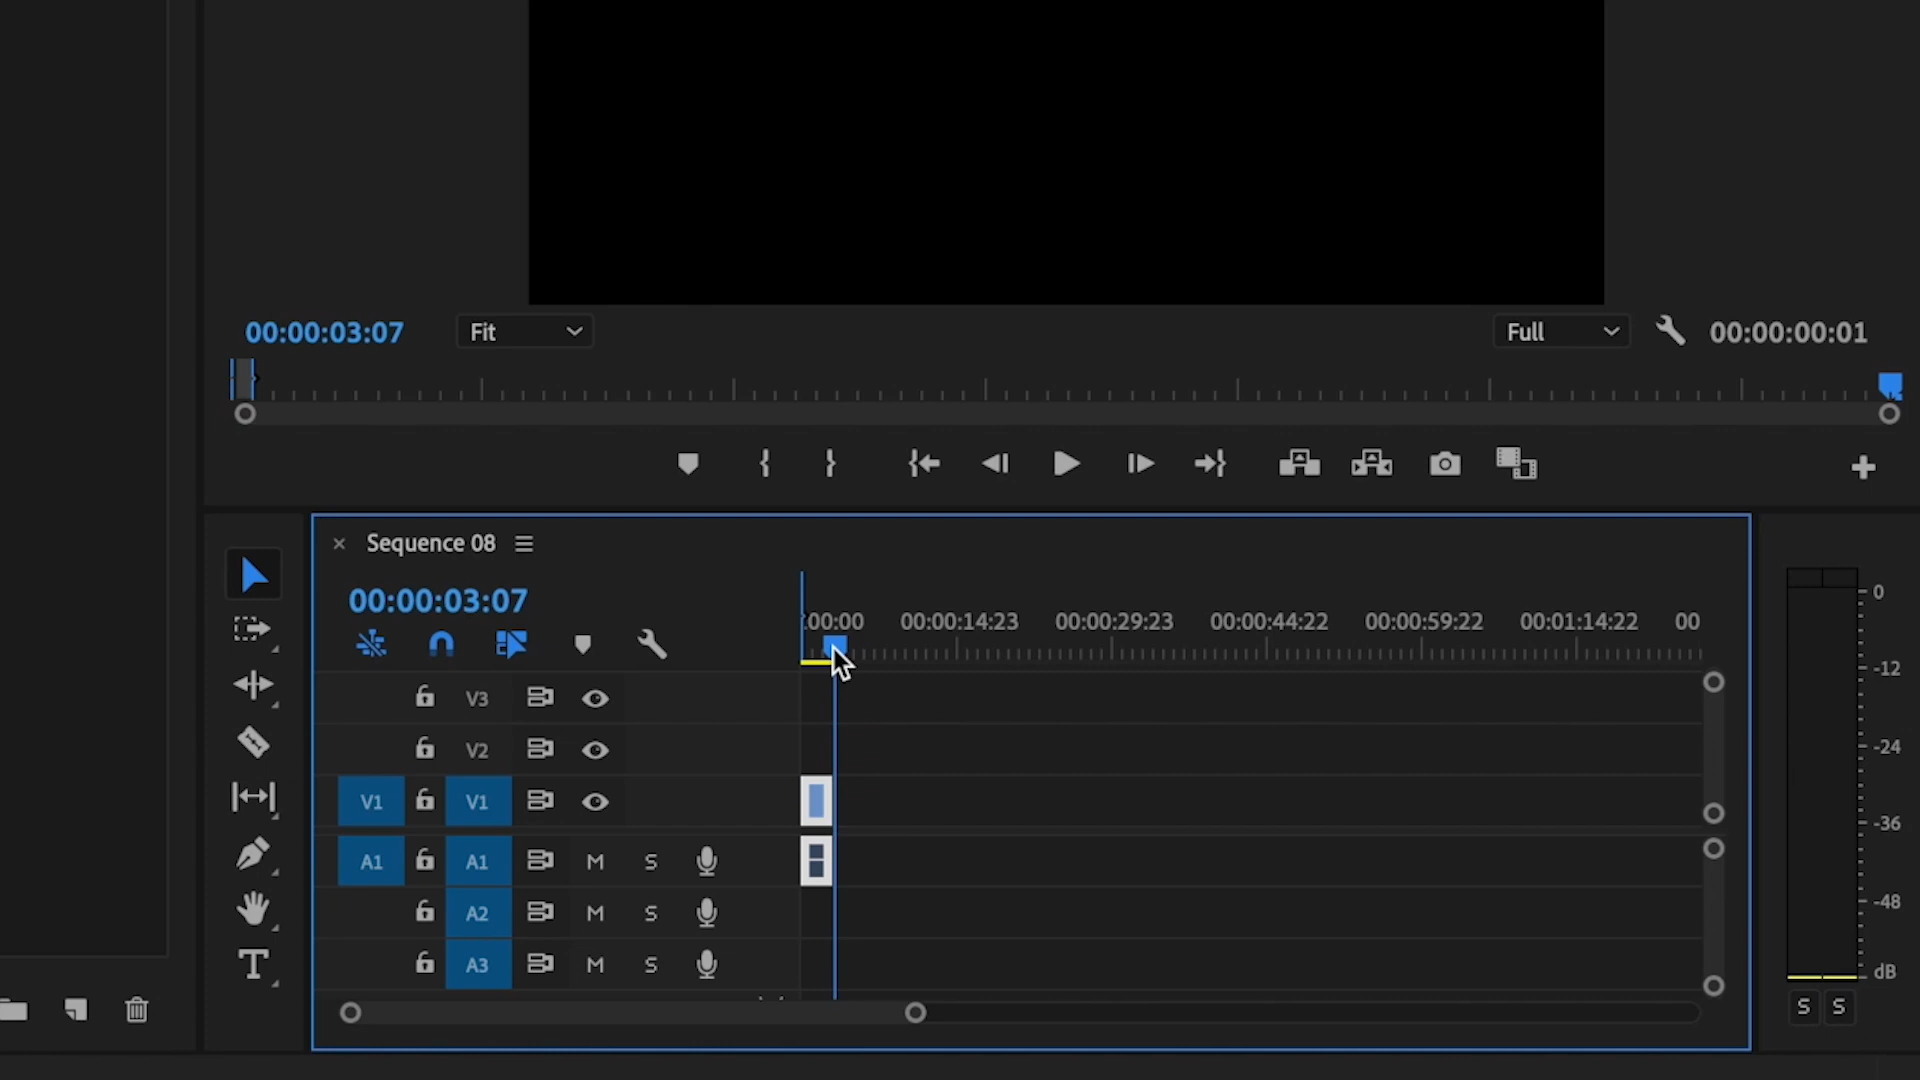 00:00:03:07 Fit Full 00:00:00:01
Sequence 08
00:00:03:07
:00:00 00:00:14:23 00:00:29:23 00:00:44:22 00:00:59:22 00:01:14:22 00
V3
V2
V1 V1
A1 A1 M S
A2 M S
A3 M S
0
-12
-24
-36
-48
dB
S S